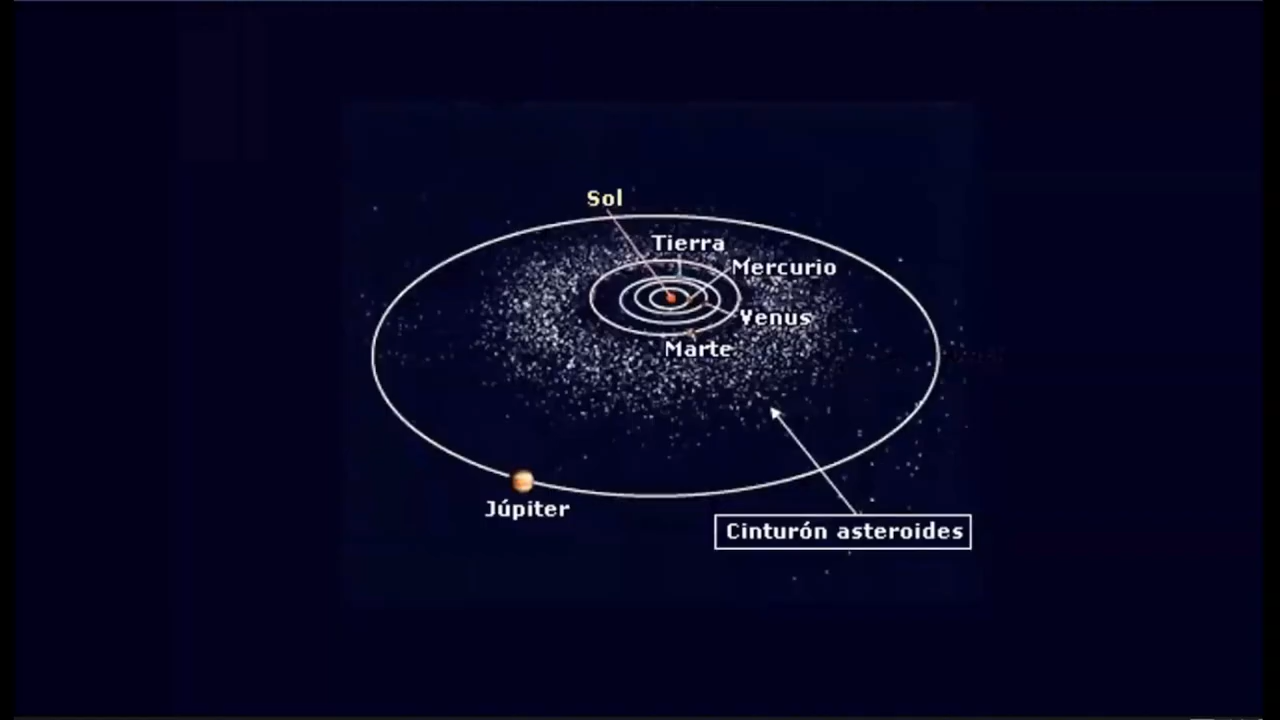 Sol
Tierra
Mercurio
Venus
Marte
Júpiter
Cinturón asteroides